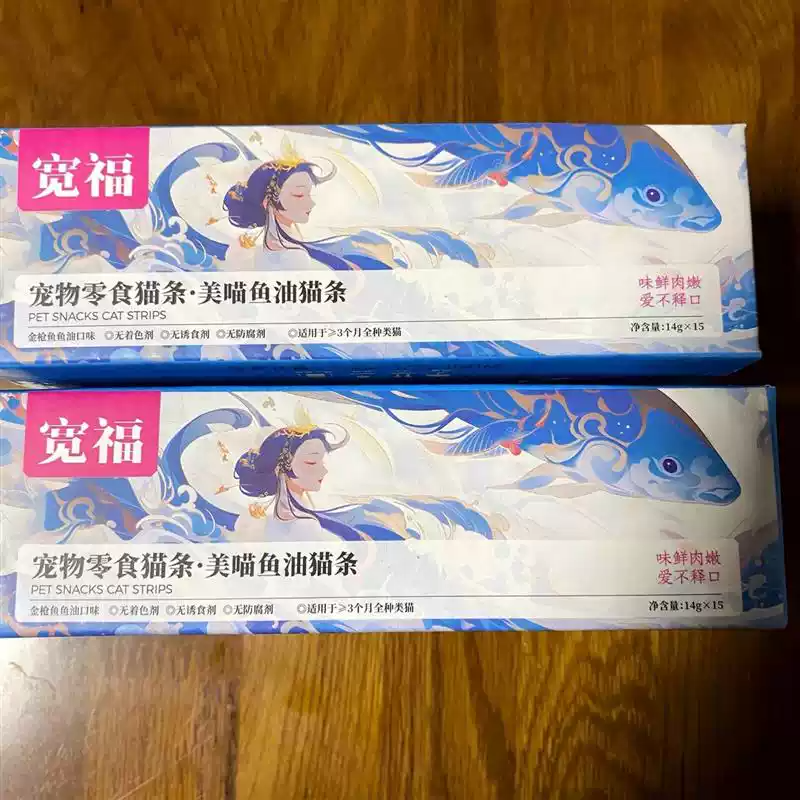 宽福
宠物零食猫条·美喵鱼油猫条
PET SNACKS CAT STRIPS
金枪鱼鱼油口味 ◎无着色剂 ◎无诱食剂 ◎无防腐剂 ◎适用于≥3个月全种类猫
味鲜肉嫩
爱不释口
净含量:14g×15
宽福
宠物零食猫条·美喵鱼油猫条
PET SNACKS CAT STRIPS
金枪鱼鱼油口味 ◎无着色剂 ◎无诱食剂 ◎无防腐剂 ◎适用于≥3个月全种类猫
味鲜肉嫩
爱不释口
净含量:14g×15